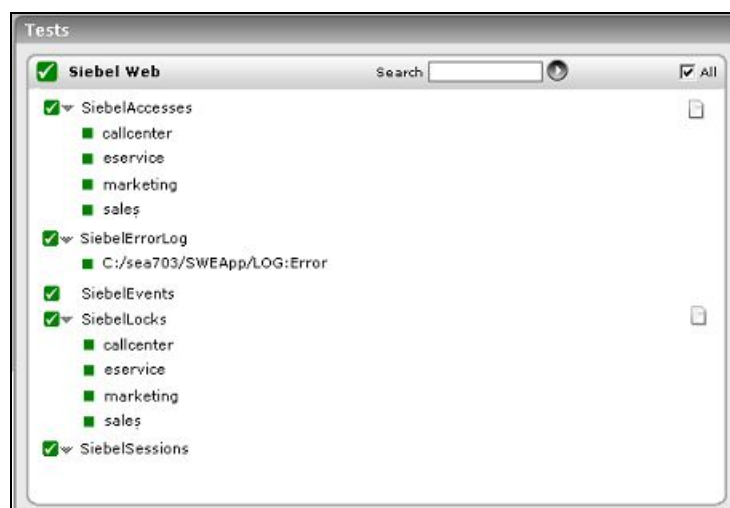 Tests
Siebel Web Search All
SiebelAccesses
callcenter
eservice
marketing
sales
SiebelErrorLog
C:/sea703/SWEApp/LOG:Error
SiebelEvents
SiebelLocks
callcenter
eservice
marketing
sales
SiebelSessions